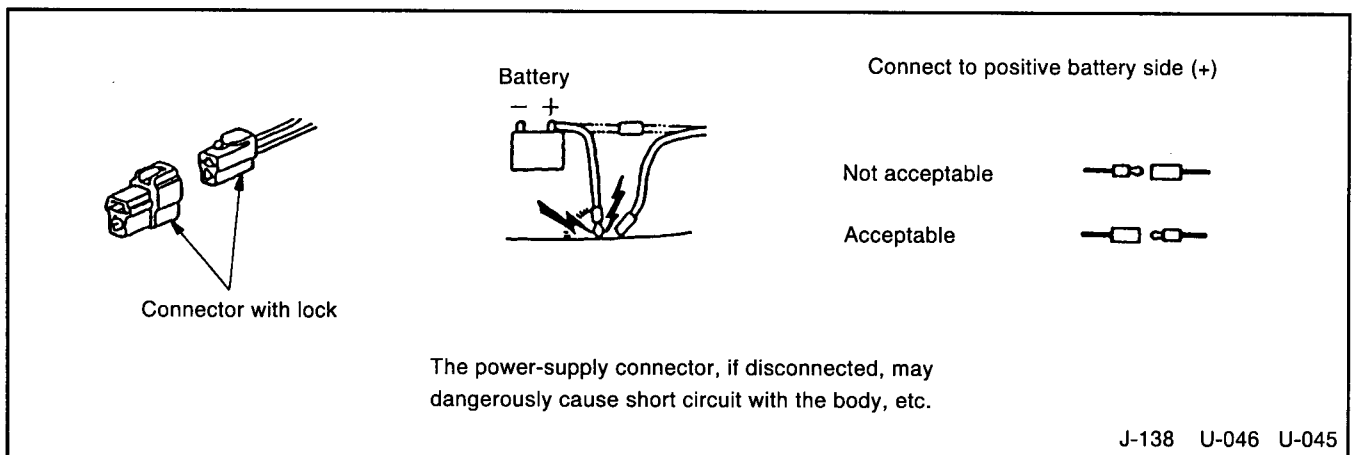 Connector with lock
Battery
− +
Connect to positive battery side (+)
Not acceptable
Acceptable
The power-supply connector, if disconnected, may
dangerously cause short circuit with the body, etc.
J-138 U-046 U-045